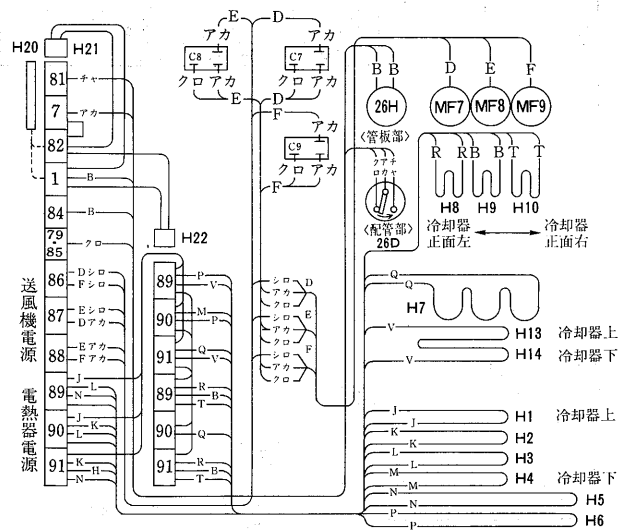 H20
H21
81
チャ
7
アカ
82
1
B
84
B
79-
85
クロ
86
Dシロ
Fシロ
87
Eシロ
Dアカ
88
Eアカ
Fアカ
89
J
L
N
90
J
K
L
91
K
H
N
送風機電源
電熱器電源
H22
89
P
V
90
M
P
91
Q
V
89
R
B
T
90
Q
91
R
B
T
E
D
アカ
アカ
C8
C7
クロ アカ
クロ アカ
E
D
F
アカ
C9
クロ アカ
F
シロ
アカ
クロ
D
シロ
アカ
クロ
E
シロ
アカ
クロ
F
B
B
26H
〈管板部〉
クロ
アカ
チャ
〈配管部〉
26D
D
E
F
MF7
MF8
MF9
R
R
B
B
T
T
H8
H9
H10
冷却器
正面左
冷却器
正面右
Q
Q
H7
V
H13
冷却器上
V
H14
冷却器下
J
J
H1
冷却器上
K
K
H2
L
L
H3
M
M
H4
冷却器下
N
N
H5
P
P
H6